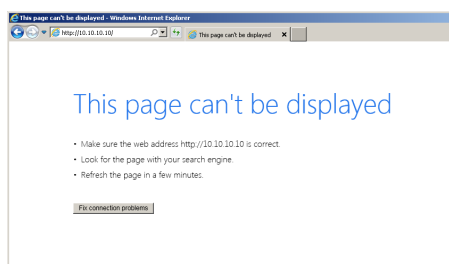 This page can't be displayed - Windows Internet Explorer
http://10.10.10.10/
This page can't be displayed
This page can't be displayed
• Make sure the web address http://10.10.10.10 is correct.
• Look for the page with your search engine.
• Refresh the page in a few minutes.
Fix connection problems